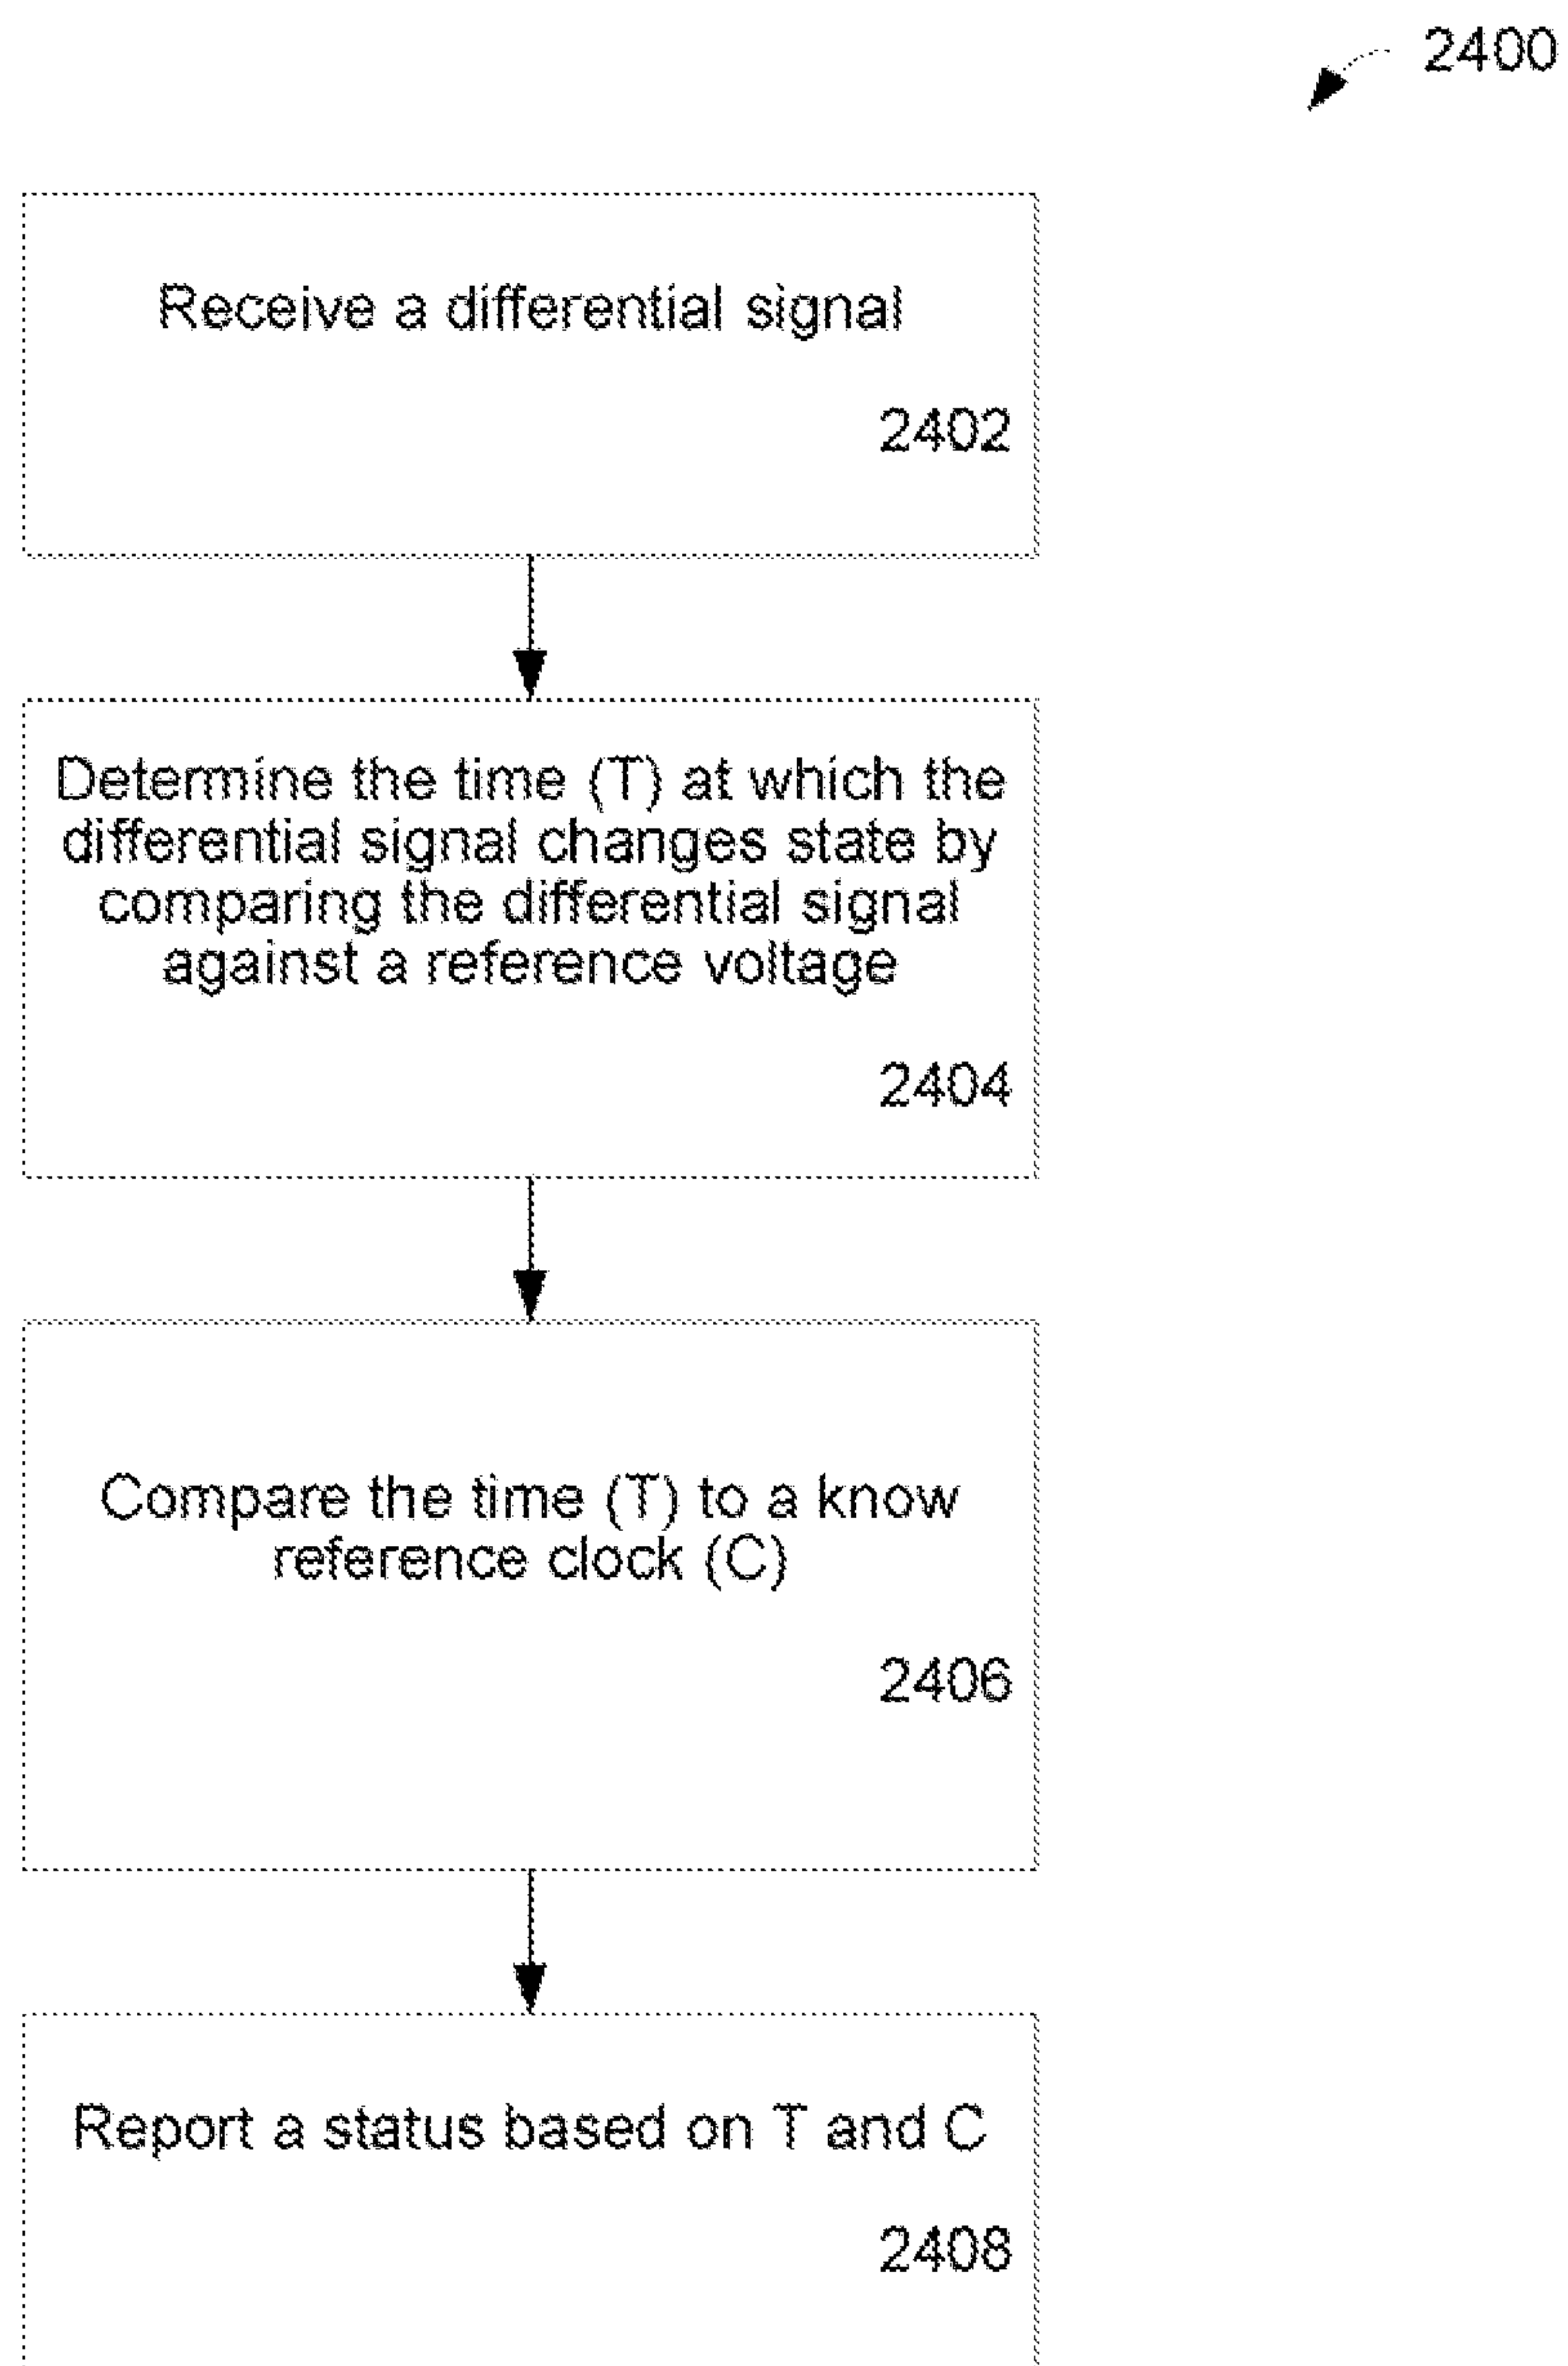 2400
Receive a differential signal
2402
Determine the time (T) at which the
differential signal changes state by
comparing the differential signal
against a reference voltage
2404
Compare the time (T) to a know
reference clock (C)
2406
Report a status based on T and C
2408